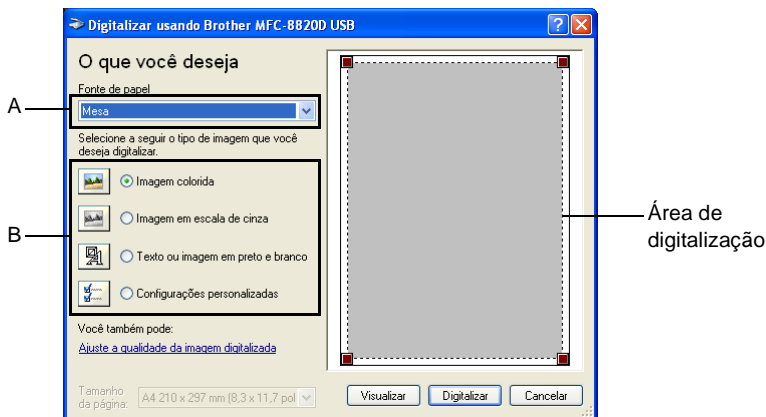 Digitalizar usando Brother MFC-8820D USB
O que você deseja
Fonte de papel
A
Mesa
Selecione a seguir o tipo de imagem que você
deseja digitalizar.
Imagem colorida
Imagem em escala de cinza
B
Texto ou imagem em preto e branco
Configurações personalizadas
Você também pode:
Ajuste a qualidade da imagem digitalizada
Tamanho
da página:
A4 210 x 297 mm (8,3 x 11,7 pol
Visualizar
Digitalizar
Cancelar
Área de
digitalização